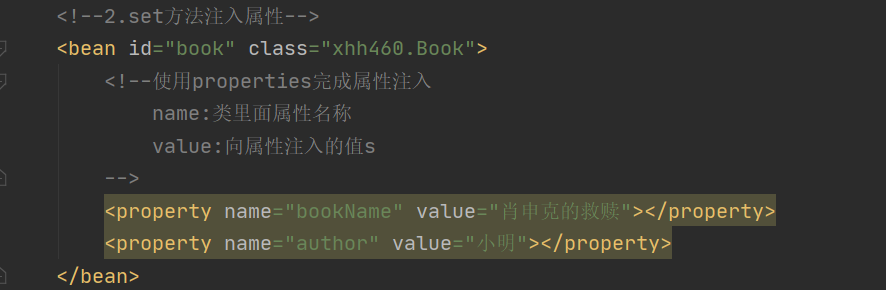 <!--2.set方法注入属性-->
<bean id="book" class="xhh460.Book">
<!--使用properties完成属性注入
name:类里面属性名称
value:向属性注入的值s
-->
<property name="bookName" value="肖申克的救赎"></property>
<property name="author" value="小明"></property>
</bean>